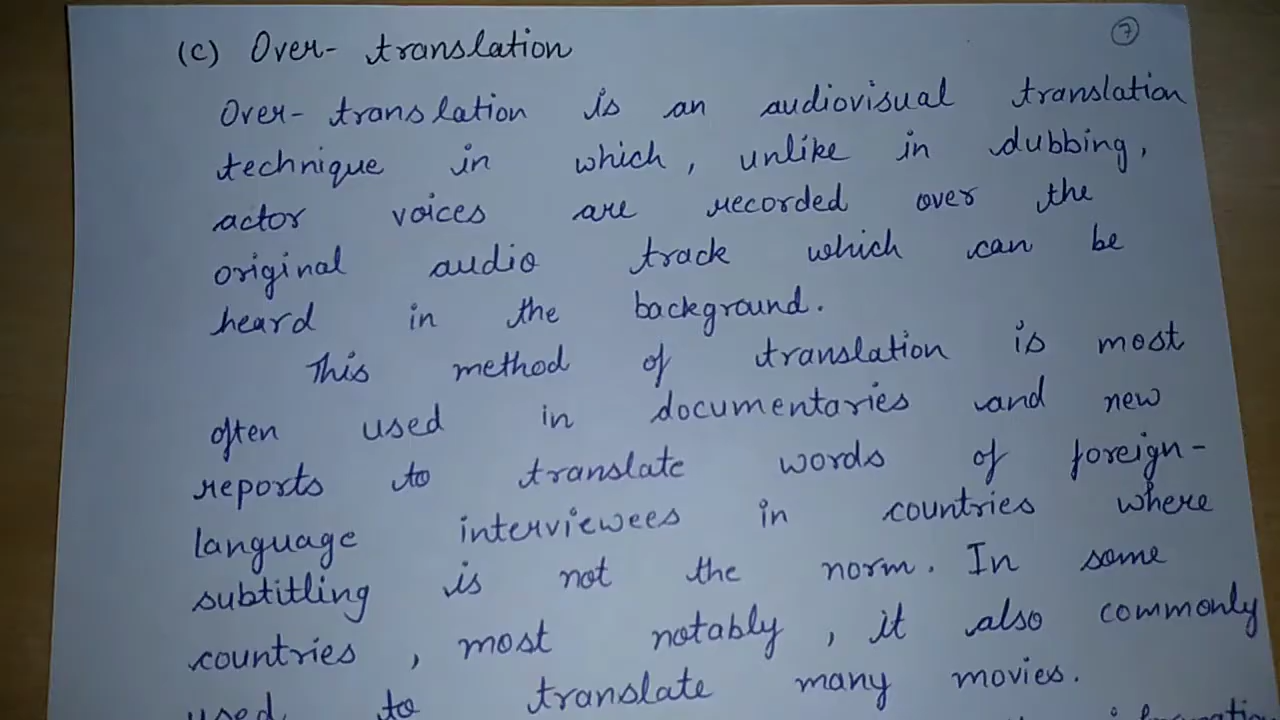 (c) Over- translation
7
Over- translation is an audiovisual translation
technique in which, unlike in dubbing,
actor voices are recorded over the
original audio track which can be
heard in the background.
This method of translation is most
often used in documentaries and new
reports to translate words of foreign-
language interviewees in countries where
subtitling is not the norm. In some
countries, most notably, it also commonly
used to translate many movies.